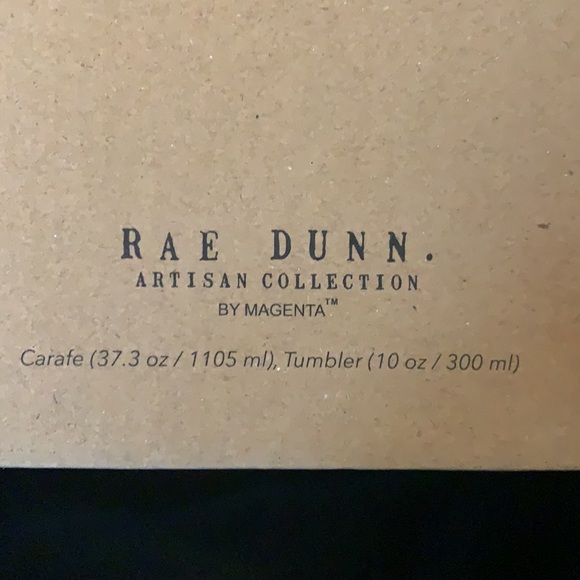 RAE DUNN.
ARTISAN COLLECTION
BY MAGENTA™
Carafe (37.3 oz / 1105 ml), Tumbler (10 oz / 300 ml)